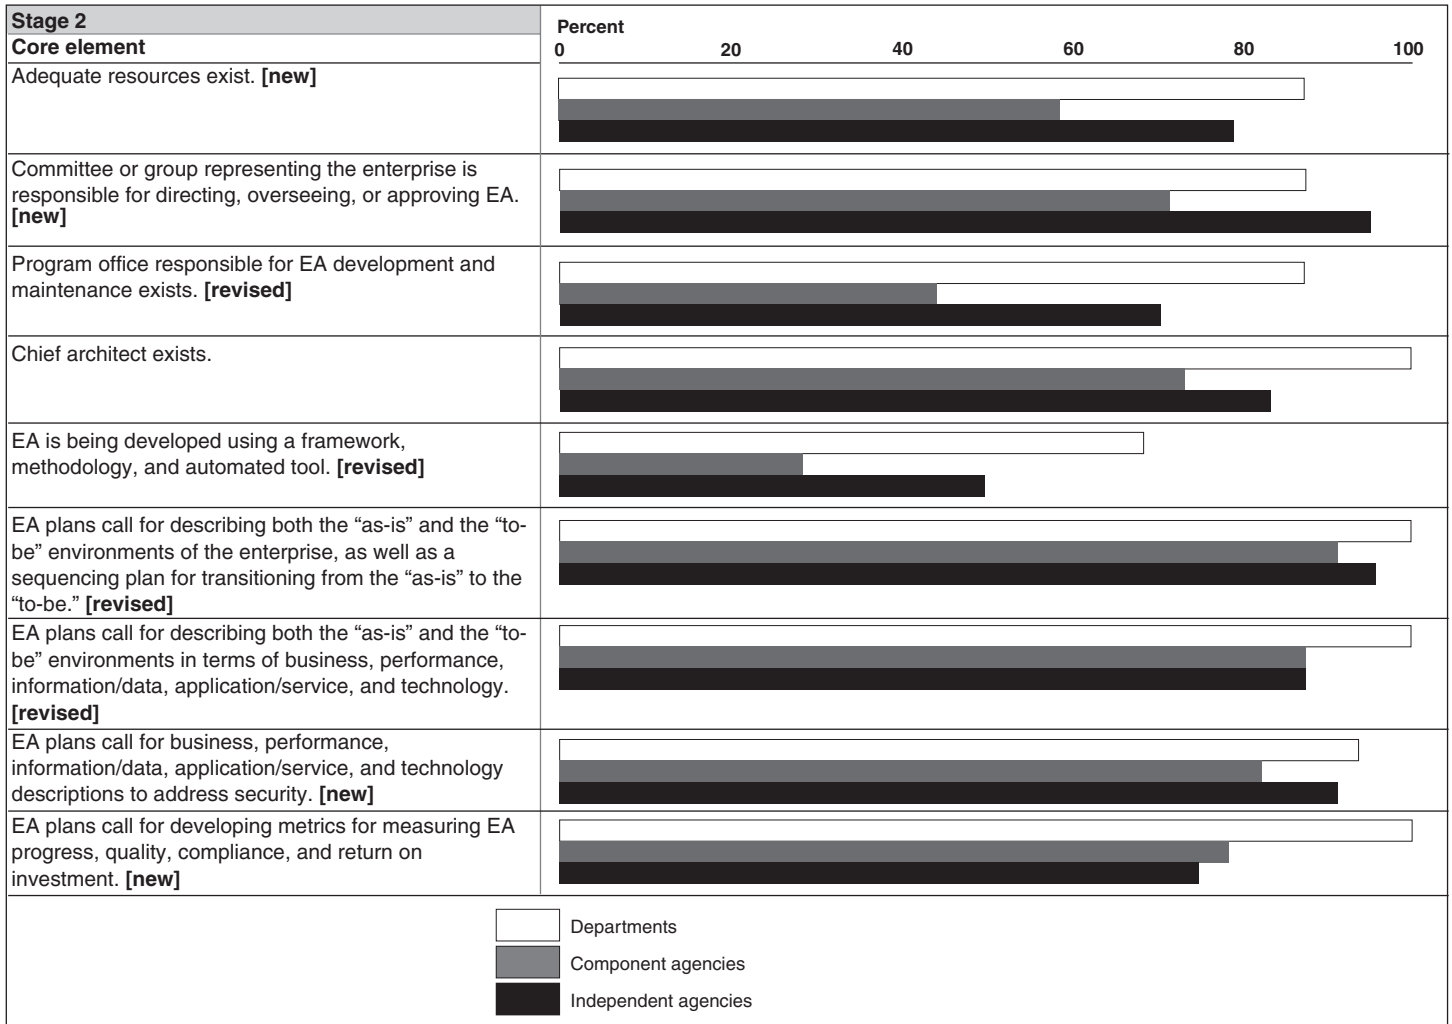 Stage 2
Core element
Percent
0 20 40 60 80 100
Adequate resources exist. [new]
Committee or group representing the enterprise is
responsible for directing, overseeing, or approving EA.
[new]
Program office responsible for EA development and
maintenance exists. [revised]
Chief architect exists.
EA is being developed using a framework,
methodology, and automated tool. [revised]
EA plans call for describing both the “as-is” and the “to-
be” environments of the enterprise, as well as a
sequencing plan for transitioning from the “as-is” to the
“to-be.” [revised]
EA plans call for describing both the “as-is” and the “to-
be” environments in terms of business, performance,
information/data, application/service, and technology.
[revised]
EA plans call for business, performance,
information/data, application/service, and technology
descriptions to address security. [new]
EA plans call for developing metrics for measuring EA
progress, quality, compliance, and return on
investment. [new]
Departments
Component agencies
Independent agencies